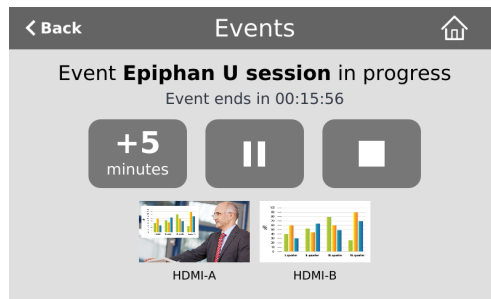 Back
Events
Event Epiphan U session in progress
Event ends in 00:15:56
+5
minutes
HDMI-A
HDMI-B